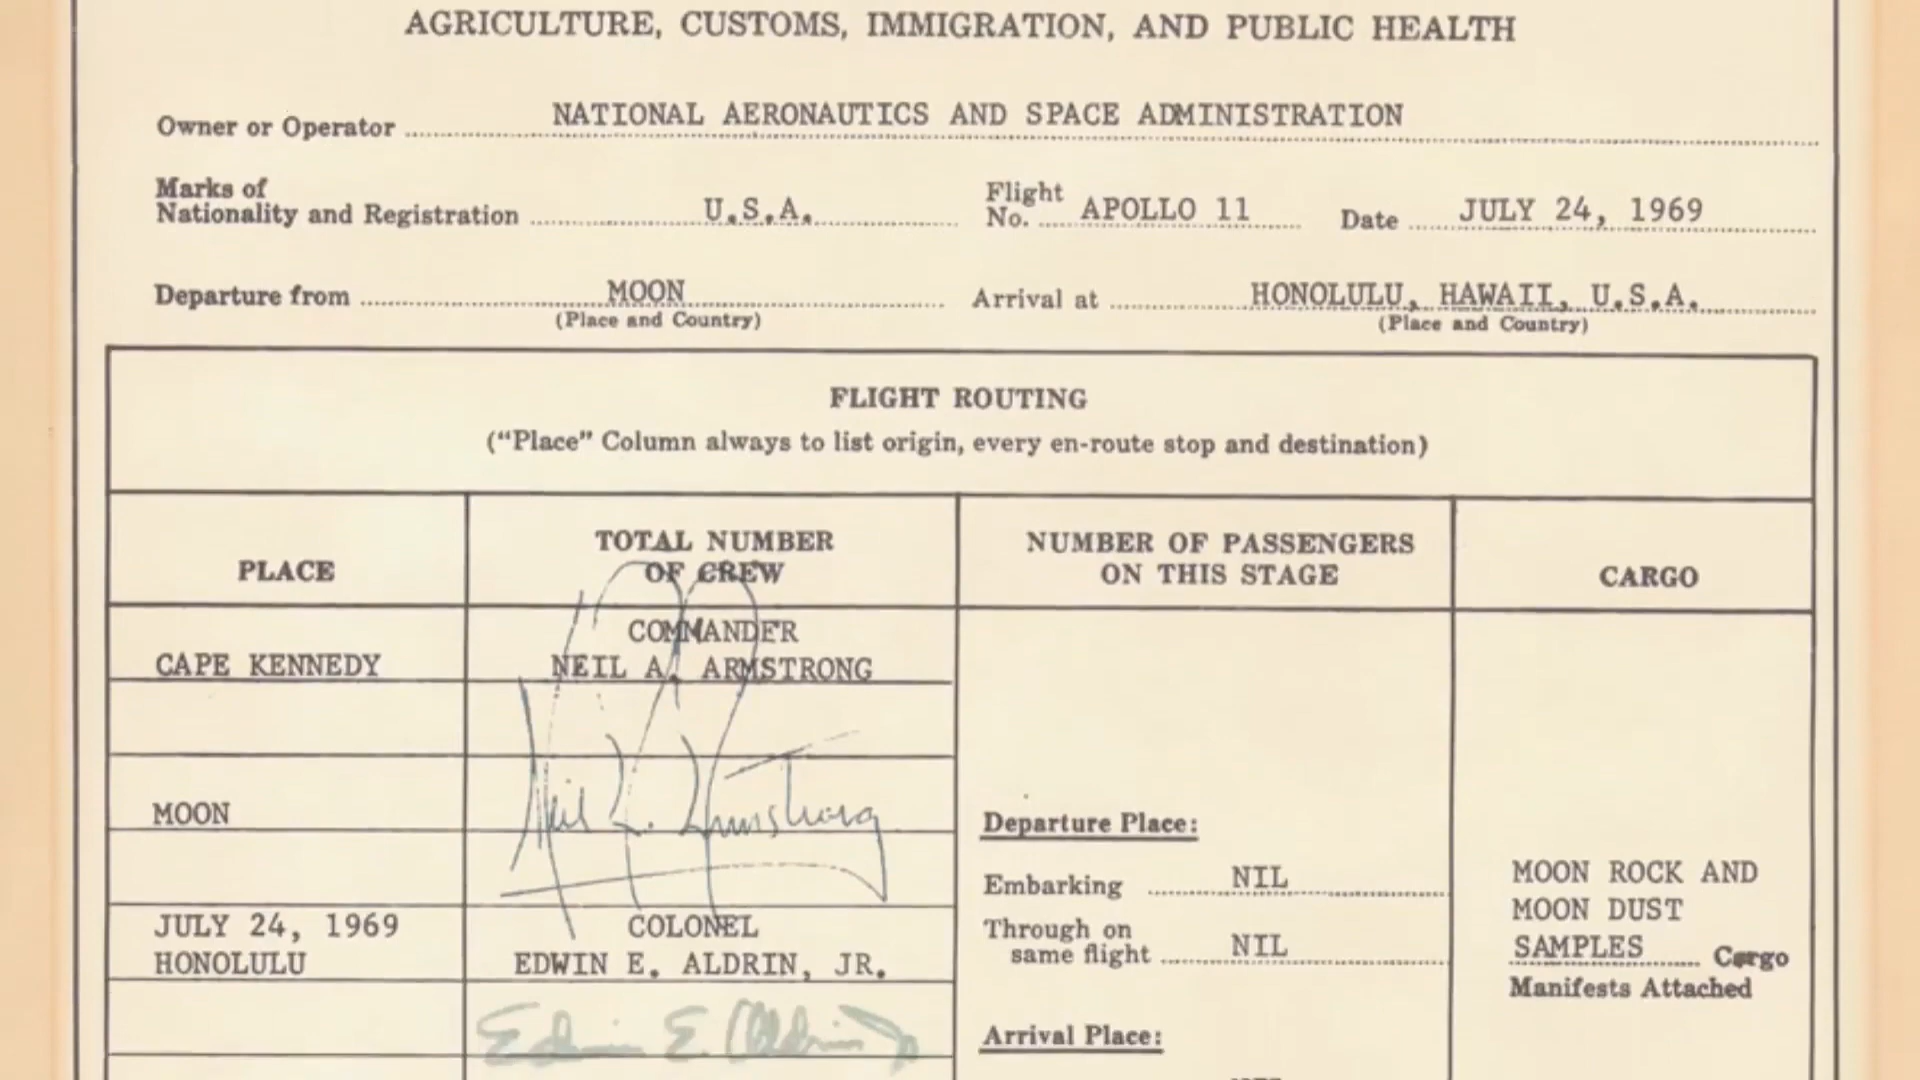 AGRICULTURE, CUSTOMS, IMMIGRATION, AND PUBLIC HEALTH
Owner or Operator NATIONAL AERONAUTICS AND SPACE ADMINISTRATION
Marks of
Nationality and Registration U.S.A. Flight No. APOLLO 11 Date JULY 24, 1969
Departure from MOON Arrival at HONOLULU, HAWAII, U.S.A.
(Place and Country) (Place and Country)
FLIGHT ROUTING
("Place" Column always to list origin, every en-route stop and destination)
PLACE
TOTAL NUMBER
OF CREW
NUMBER OF PASSENGERS
ON THIS STAGE
CARGO
CAPE KENNEDY
COMMANDER
NEIL A. ARMSTRONG
MOON
Neil A. Armstrong
JULY 24, 1969
HONOLULU
COLONEL
EDWIN E. ALDRIN, JR.
Edwin E. Aldrin Jr
Departure Place:
Embarking NIL
Through on
same flight NIL
Arrival Place:
MOON ROCK AND
MOON DUST
SAMPLES Cargo
Manifests Attached